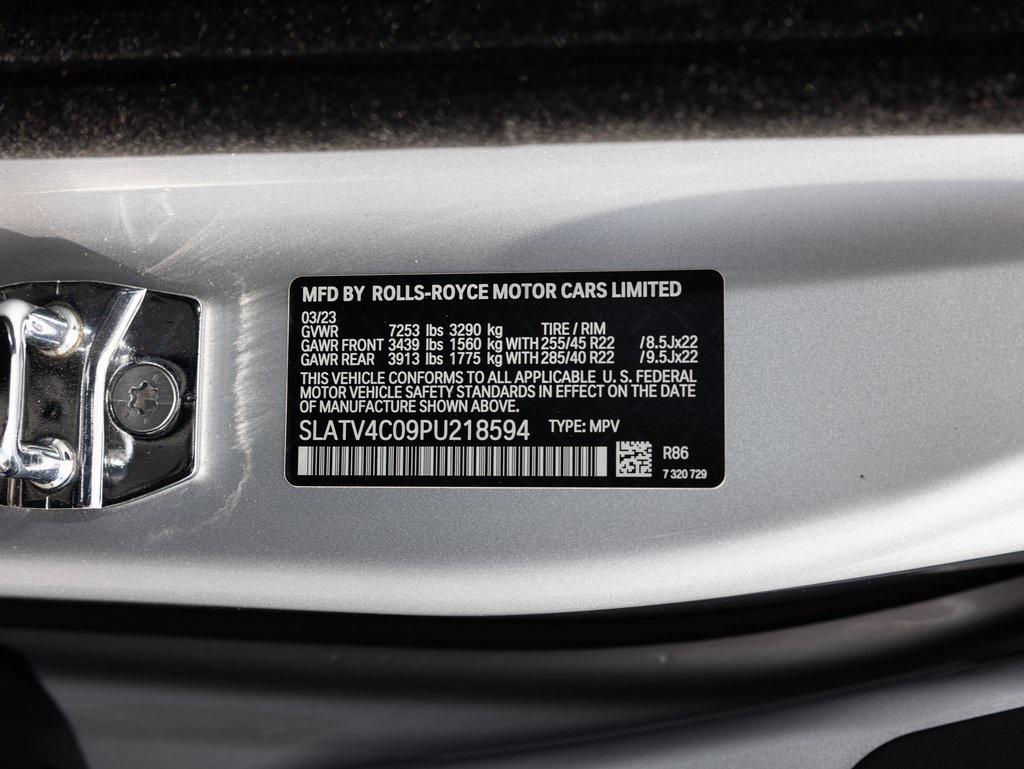 MFD BY ROLLS-ROYCE MOTOR CARS LIMITED
03/23
GVWR 7253 lbs 3290 kg TIRE / RIM
GAWR FRONT 3439 lbs 1560 kg WITH 255/45 R22 /8.5Jx22
GAWR REAR 3913 lbs 1775 kg WITH 285/40 R22 /9.5Jx22
THIS VEHICLE CONFORMS TO ALL APPLICABLE U. S. FEDERAL
MOTOR VEHICLE SAFETY STANDARDS IN EFFECT ON THE DATE
OF MANUFACTURE SHOWN ABOVE.
SLATV4C09PU218594 TYPE: MPV
R86
7 320 729